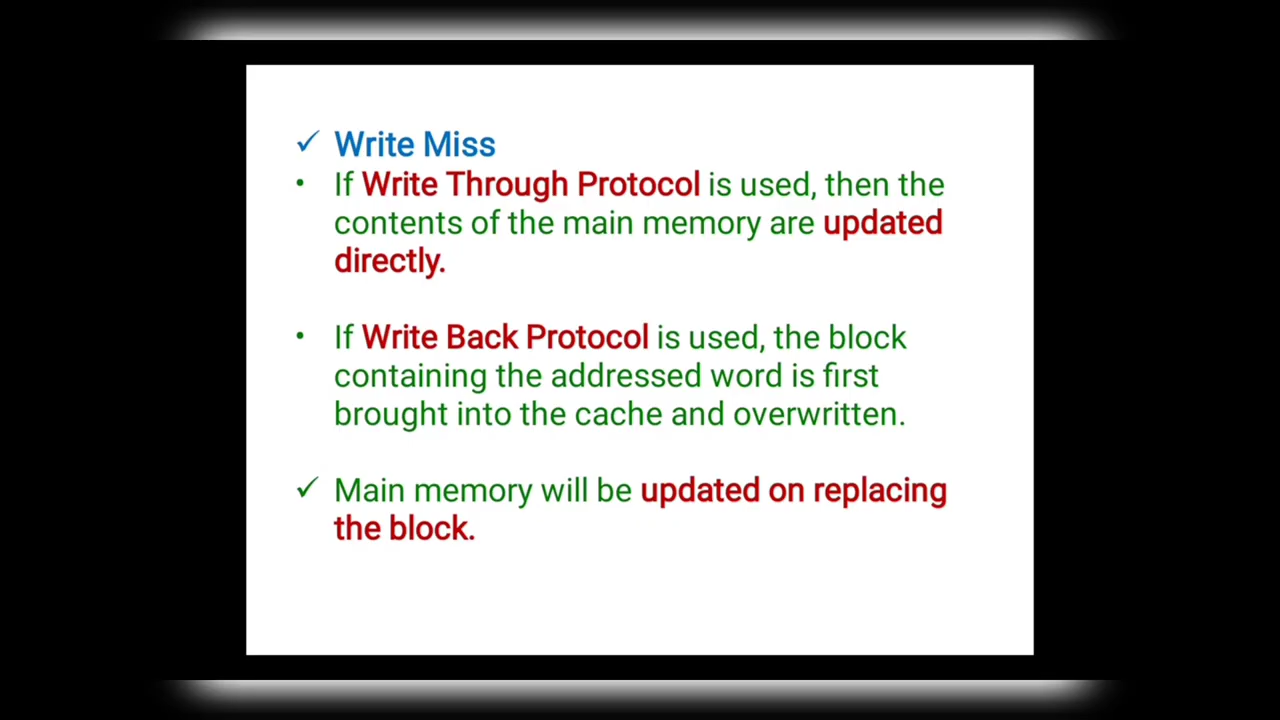 ✓ Write Miss
• If Write Through Protocol is used, then the
contents of the main memory are updated
directly.
• If Write Back Protocol is used, the block
containing the addressed word is first
brought into the cache and overwritten.
✓ Main memory will be updated on replacing
the block.